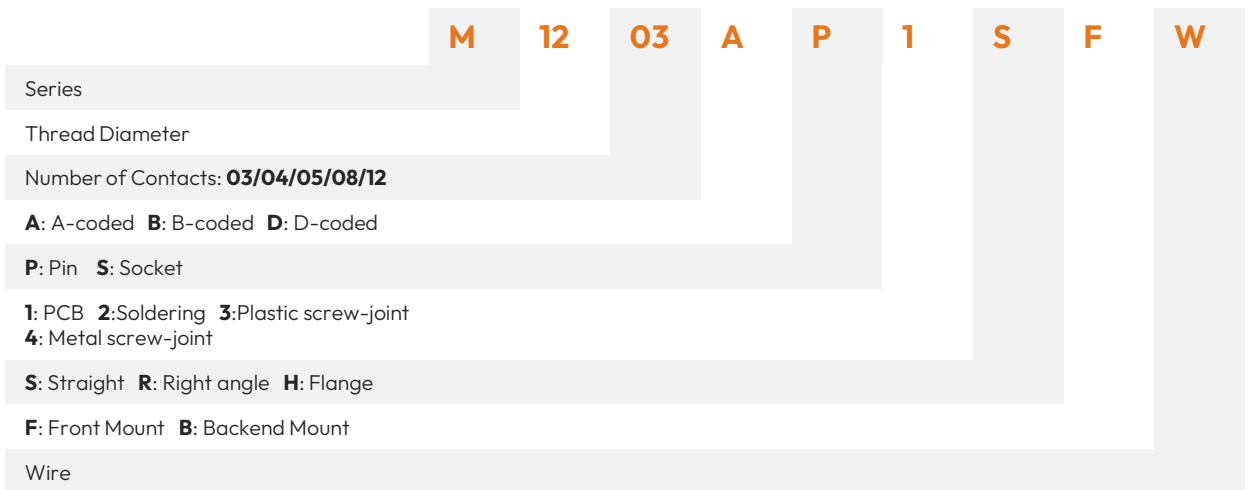 M 12 03 A P 1 S F W
Series
Thread Diameter
Number of Contacts: 03/04/05/08/12
A: A-coded B: B-coded D: D-coded
P: Pin S: Socket
1: PCB 2:Soldering 3:Plastic screw-joint
4: Metal screw-joint
S: Straight R: Right angle H: Flange
F: Front Mount B: Backend Mount
Wire